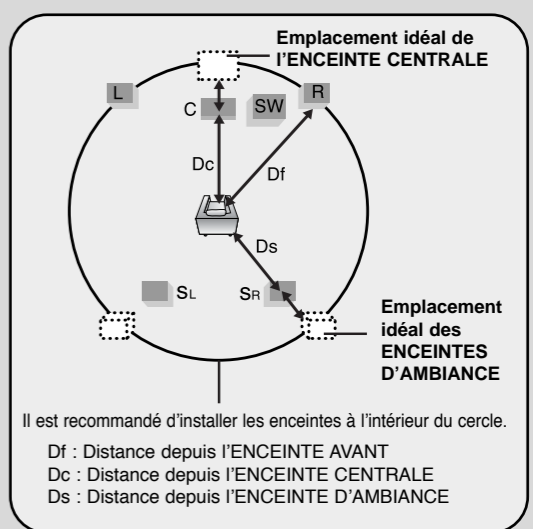 Emplacement idéal de
l'ENCEINTE CENTRALE
L
C
SW
R
Dc
Df
Ds
SL
SR
Emplacement
idéal des
ENCEINTES
D'AMBIANCE
Il est recommandé d'installer les enceintes à l'intérieur du cercle.
Df : Distance depuis l'ENCEINTE AVANT
Dc : Distance depuis l'ENCEINTE CENTRALE
Ds : Distance depuis l'ENCEINTE D'AMBIANCE